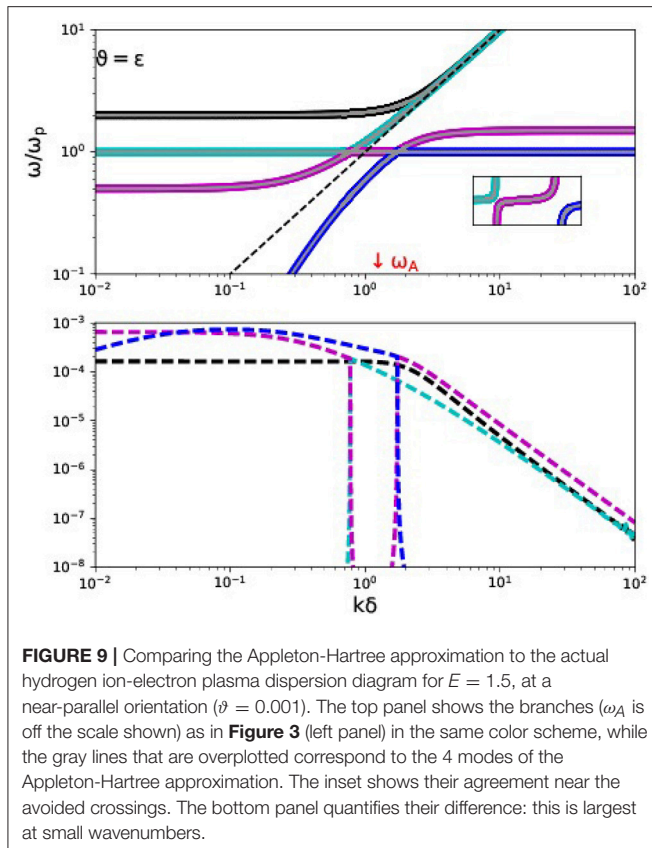 10¹
ϑ = ε
ω/ωₚ
10⁰
↓ ω_A
10⁻¹
10⁻² 10⁻¹ 10⁰ 10¹ 10²
10⁻³
10⁻⁴
10⁻⁵
10⁻⁶
10⁻⁷
10⁻⁸
10⁻² 10⁻¹ 10⁰ 10¹ 10²
kδ
FIGURE 9 | Comparing the Appleton-Hartree approximation to the actual
hydrogen ion-electron plasma dispersion diagram for E = 1.5, at a
near-parallel orientation (ϑ = 0.001). The top panel shows the branches (ω_A is
off the scale shown) as in Figure 3 (left panel) in the same color scheme, while
the gray lines that are overplotted correspond to the 4 modes of the
Appleton-Hartree approximation. The inset shows their agreement near the
avoided crossings. The bottom panel quantifies their difference: this is largest
at small wavenumbers.